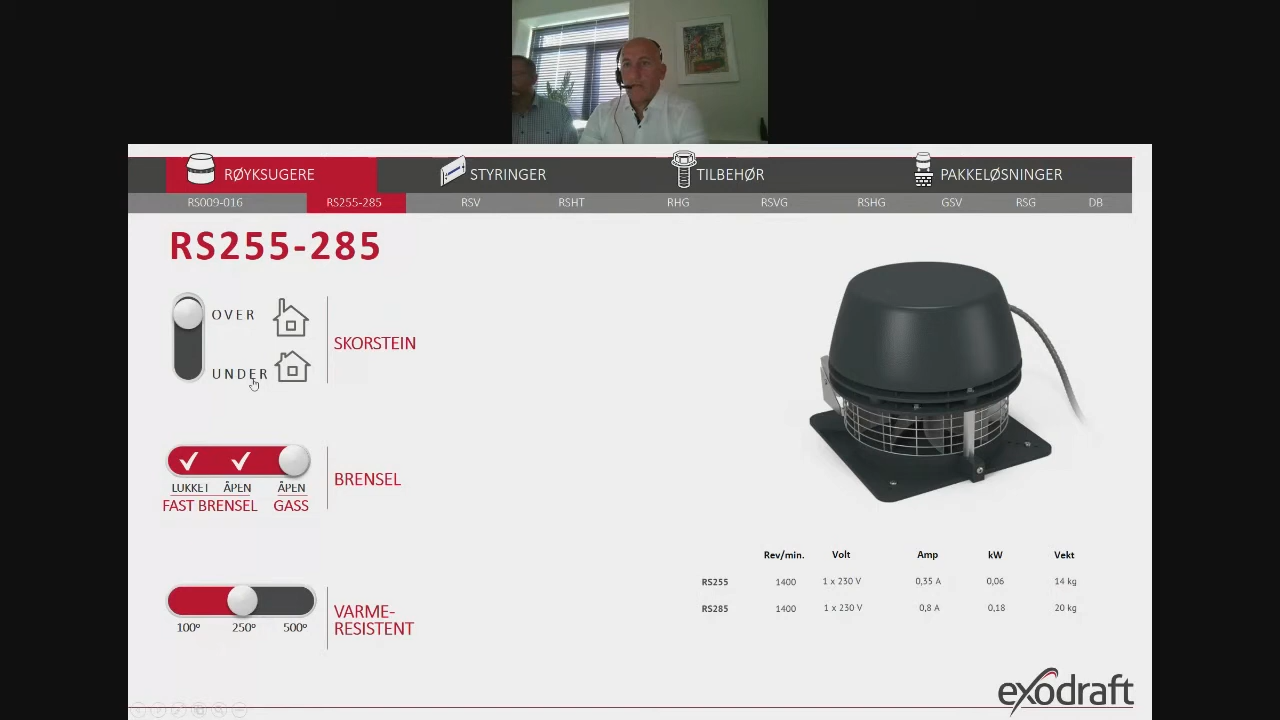 RØYKSUGERE STYRINGER TILBEHØR PAKKELØSNINGER
RS009-016 RS255-285 RSV RSHT RHG RSVG RSHG GSV RSG DB
RS255-285
OVER
UNDER
SKORSTEIN
LUKKET ÅPEN ÅPEN
FAST BRENSEL GASS
BRENSEL
100º 250º 500º
VARME-
RESISTENT
Rev/min. Volt Amp kW Vekt
RS255 1400 1 x 230 V 0,35 A 0,06 14 kg
RS285 1400 1 x 230 V 0,8 A 0,18 20 kg
exodraft